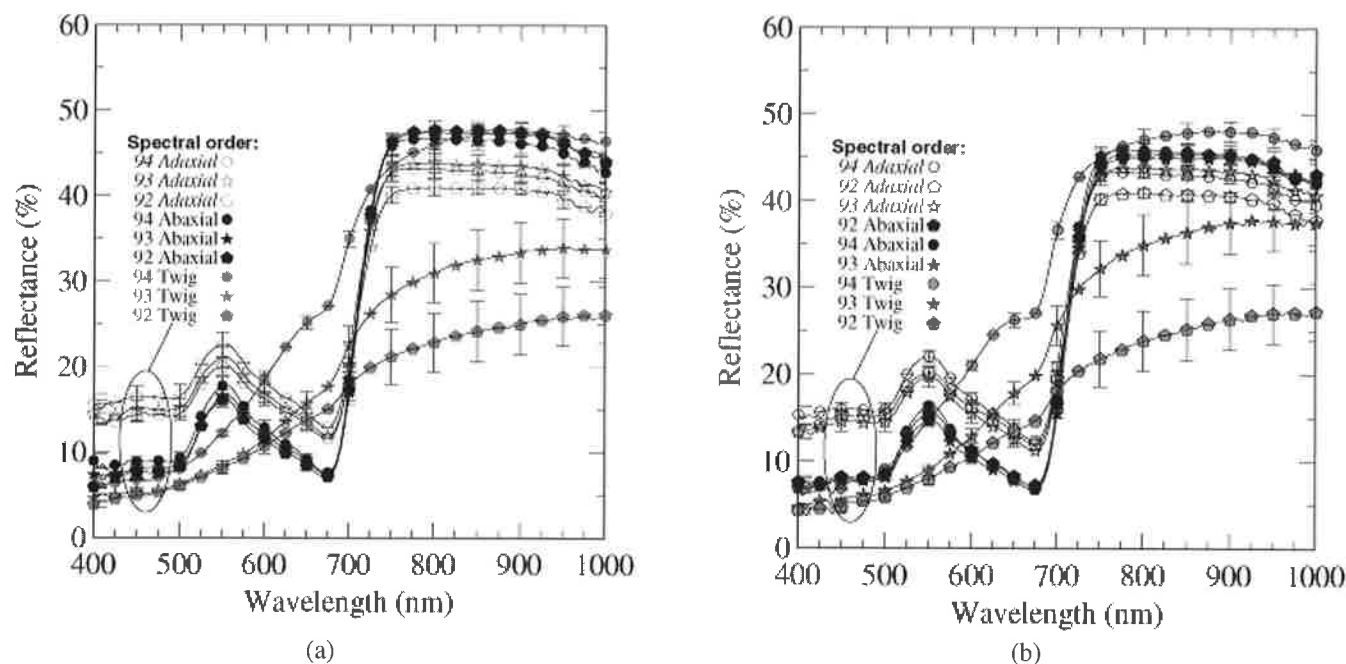 60
50
40
30
20
10
0
400 500 600 700 800 900 1000
Reflectance (%)
Wavelength (nm)
Spectral order:
94 Adaxial
93 Adaxial
92 Adaxial
94 Abaxial
93 Abaxial
92 Abaxial
94 Twig
93 Twig
92 Twig
(a)
60
50
40
30
20
10
0
400 500 600 700 800 900 1000
Reflectance (%)
Wavelength (nm)
Spectral order:
94 Adaxial
92 Adaxial
93 Adaxial
92 Abaxial
94 Abaxial
93 Abaxial
94 Twig
93 Twig
92 Twig
(b)